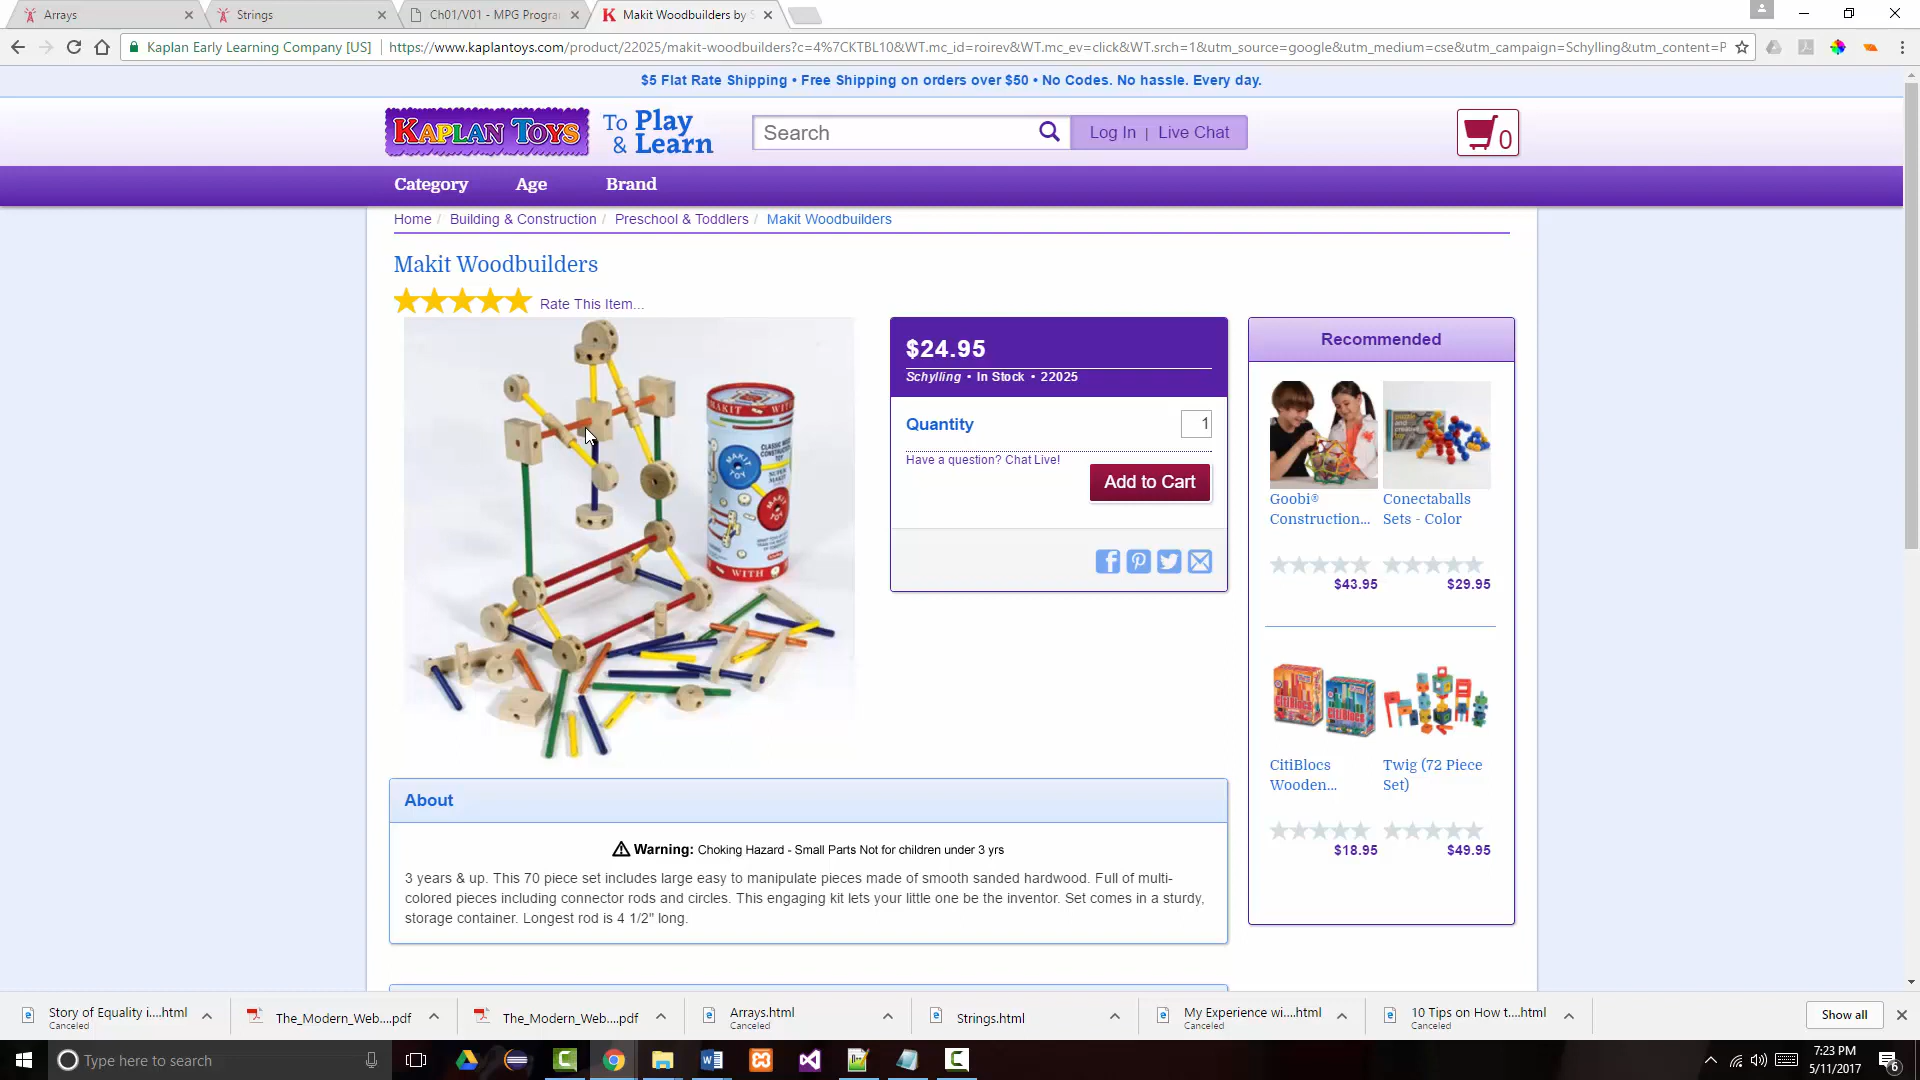 Arrays
Strings
Ch01/V01 - MPG Progra
Makit Woodbuilders by S
Kaplan Early Learning Company [US]
https://www.kaplantoys.com/product/22025/makit-woodbuilders?c=4%7CKTBL10&WT.mc_id=roirev&WT.mc_ev=click&WT.srch=1&utm_source=google&utm_medium=cse&utm_campaign=Schylling&utm_content=P
$5 Flat Rate Shipping • Free Shipping on orders over $50 • No Codes. No hassle. Every day.
KAPLAN TOYS
To Play & Learn
Search
Log In | Live Chat
0
Category Age Brand
Home / Building & Construction / Preschool & Toddlers / Makit Woodbuilders
Makit Woodbuilders
Rate This Item...
MAKIT WIT
CLASSIC
MAKIT TOY
MAKIT TOY
WITH
$24.95
Schylling • In Stock • 22025
Quantity 1
Have a question? Chat Live!
Add to Cart
Recommended
Goobi® Construction...
$43.95
Conectaballs Sets - Color
$29.95
CitiBlocs Wooden...
$18.95
Twig (72 Piece Set)
$49.95
About
Warning: Choking Hazard - Small Parts Not for children under 3 yrs
3 years & up. This 70 piece set includes large easy to manipulate pieces made of smooth sanded hardwood. Full of multi-
colored pieces including connector rods and circles. This engaging kit lets your little one be the inventor. Set comes in a sturdy,
storage container. Longest rod is 4 1/2" long.
Story of Equality i....html
Canceled
The_Modern_Web....pdf
The_Modern_Web....pdf
Arrays.html
Canceled
Strings.html
My Experience wi....html
Canceled
10 Tips on How t....html
Canceled
Show all
Type here to search
7:23 PM
5/11/2017
6